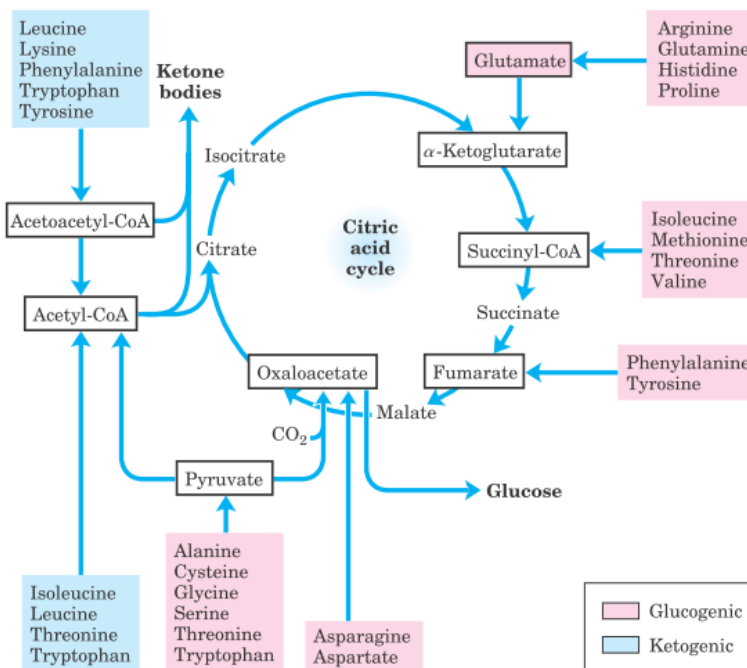 Leucine
Lysine
Phenylalanine
Tryptophan
Tyrosine
Ketone
bodies
Glutamate
Arginine
Glutamine
Histidine
Proline
Isocitrate
α-Ketoglutarate
Acetoacetyl-CoA
Citrate
Citric
acid
cycle
Succinyl-CoA
Isoleucine
Methionine
Threonine
Valine
Acetyl-CoA
Succinate
Oxaloacetate
Fumarate
Phenylalanine
Tyrosine
Malate
CO₂
Pyruvate
Glucose
Isoleucine
Leucine
Threonine
Tryptophan
Alanine
Cysteine
Glycine
Serine
Threonine
Tryptophan
Asparagine
Aspartate
Glucogenic
Ketogenic